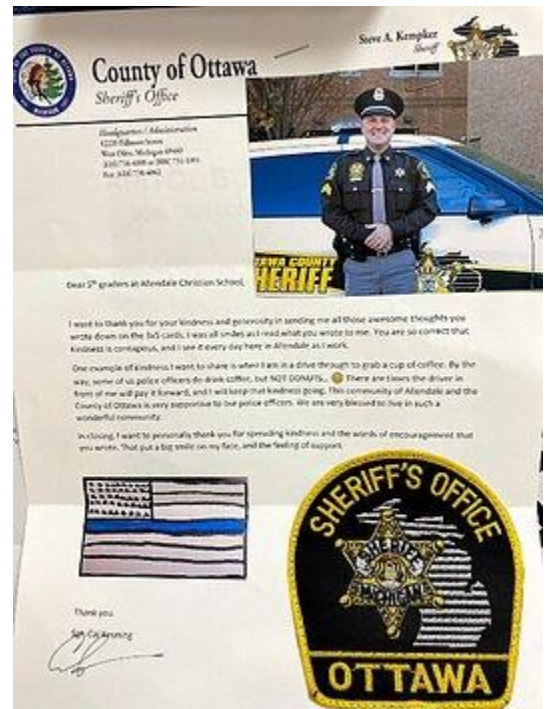 Steve A. Kempker
Sheriff
County of Ottawa
Sheriff's Office
Headquarters / Administration
12220 Fillmore Street
West Olive, Michigan 49460
Fax
TAWA COUNTY
HERIFF
Dear 5th graders at Allendale Christian School,
I want to thank you for your kindness and generosity in sending me all those awesome thoughts you
wrote down on the 3x5 cards. I was all smiles as I read what you wrote to me. You are so correct that
kindness is contagious, and I see it every day here in Allendale as I work.
One example of kindness I want to share is when I am in a drive through to grab a cup of coffee. By the
way, some of us police officers do drink coffee, but NOT DONUTS... 🙂 There are times the driver in
front of me will pay it forward, and I will keep that kindness going. This community of Allendale and the
County of Ottawa is very supportive to our police officers. We are very blessed to live in such a
wonderful community.
In closing, I want to personally thank you for spreading kindness and the words of encouragement that
you wrote. That put a big smile on my face, and the feeling of support.
SHERIFF'S OFFICE
SHERIFF
MICHIGAN
OTTAWA
Thank you
Sgt. Cal